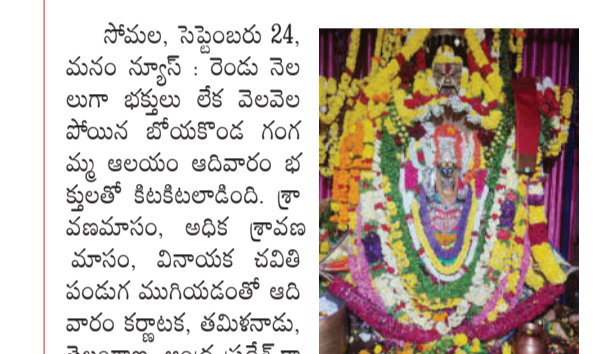 సోమల, సెప్టెంబరు 24,
మనం న్యూస్ : రెండు నెల
లుగా భక్తులు లేక వెలవెల
పోయిన బోయకొండ గంగ
మ్మ ఆలయం ఆదివారం భ
క్తులతో కిటకిటలాడింది. శ్రా
వణమాసం, అధిక శ్రావణ
మాసం, వినాయక చవితి
పండుగ ముగియడంతో ఆది
వారం కర్ణాటక, తమిళనాడు,